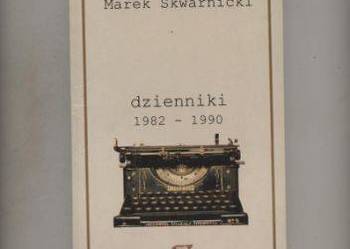 Marek Skwarnicki
dzienniki
1982 - 1990